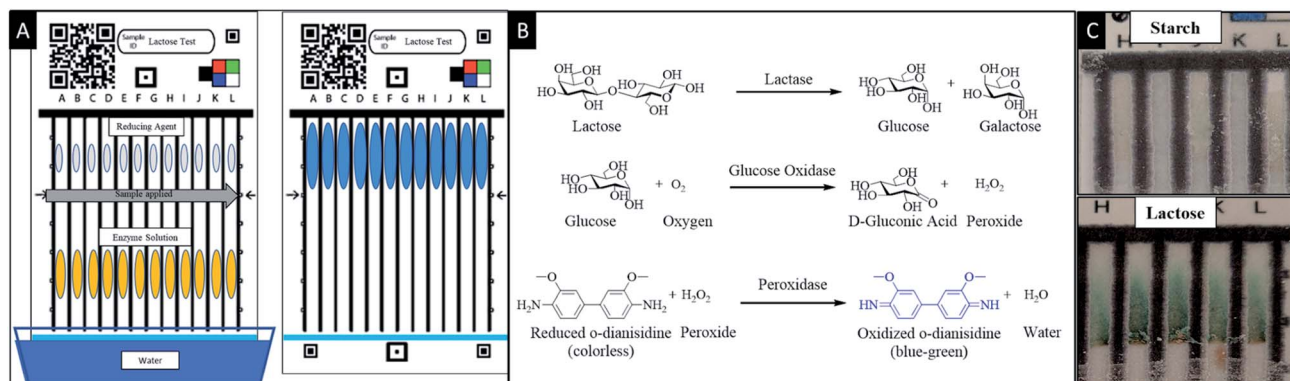 A
Sample ID
Lactose Test
A B C D E F G H I J K L
Reducing Agent
Sample applied
Enzyme Solution
Water
Sample ID
Lactose Test
A B C D E F G H I J K L
B
Lactose
Lactase
Glucose
+
Galactose
Glucose
+ O₂
Oxygen
Glucose Oxidase
D-Gluconic Acid
+ H₂O₂
Peroxide
Reduced o-dianisidine
(colorless)
+ H₂O₂
Peroxide
Peroxidase
Oxidized o-dianisidine
(blue-green)
+ H₂O
Water
C
Starch
H K L
Lactose
H K L